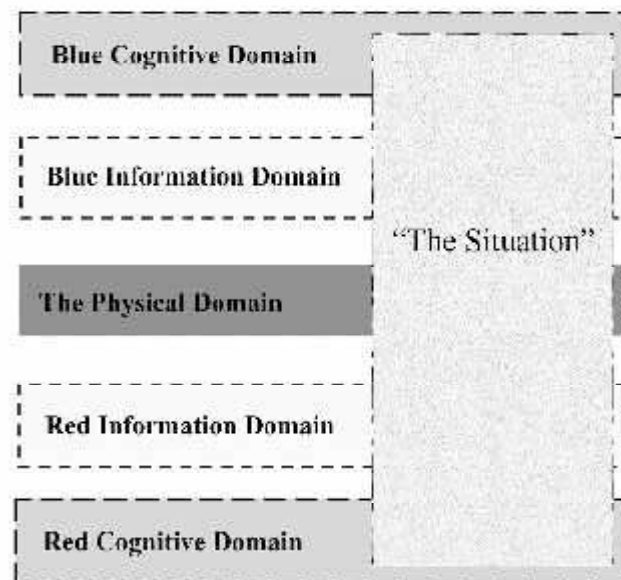 Blue Cognitive Domain
Blue Information Domain
"The Situation"
The Physical Domain
Red Information Domain
Red Cognitive Domain